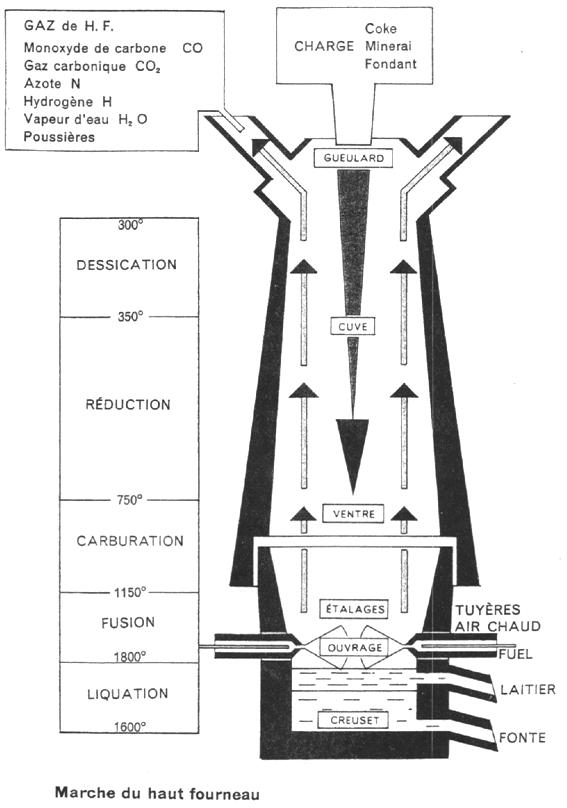 GAZ de H. F.
Monoxyde de carbone CO
Gaz carbonique CO₂
Azote N
Hydrogène H
Vapeur d'eau H₂ O
Poussières
CHARGE
Coke
Minerai
Fondant
GUEULARD
300°
DESSICATION
350°
CUVE
RÉDUCTION
750°
VENTRE
CARBURATION
1150°
ÉTALAGES
TUYÈRES
AIR CHAUD
FUSION
OUVRAGE
FUEL
1800°
LIQUATION
LAITIER
CREUSET
1600°
FONTE
Marche du haut fourneau